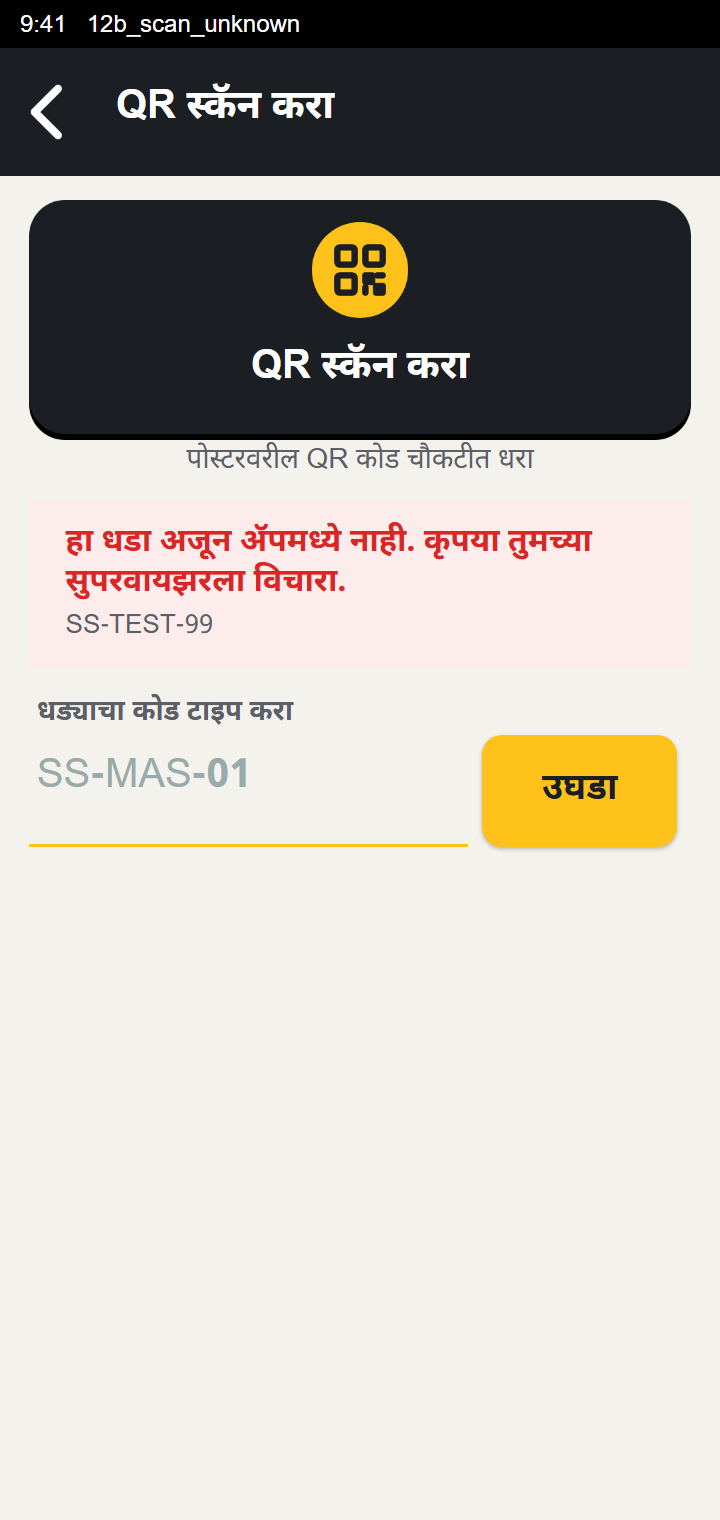 9:41 12b_scan_unknown
QR स्कॅन करा
QR स्कॅन करा
पोस्टरवरील QR कोड चौकटीत धरा
हा धडा अजून ॲपमध्ये नाही. कृपया तुमच्या
सुपरवायझरला विचारा.
SS-TEST-99
धड्याचा कोड टाइप करा
SS-MAS-01
उघडा